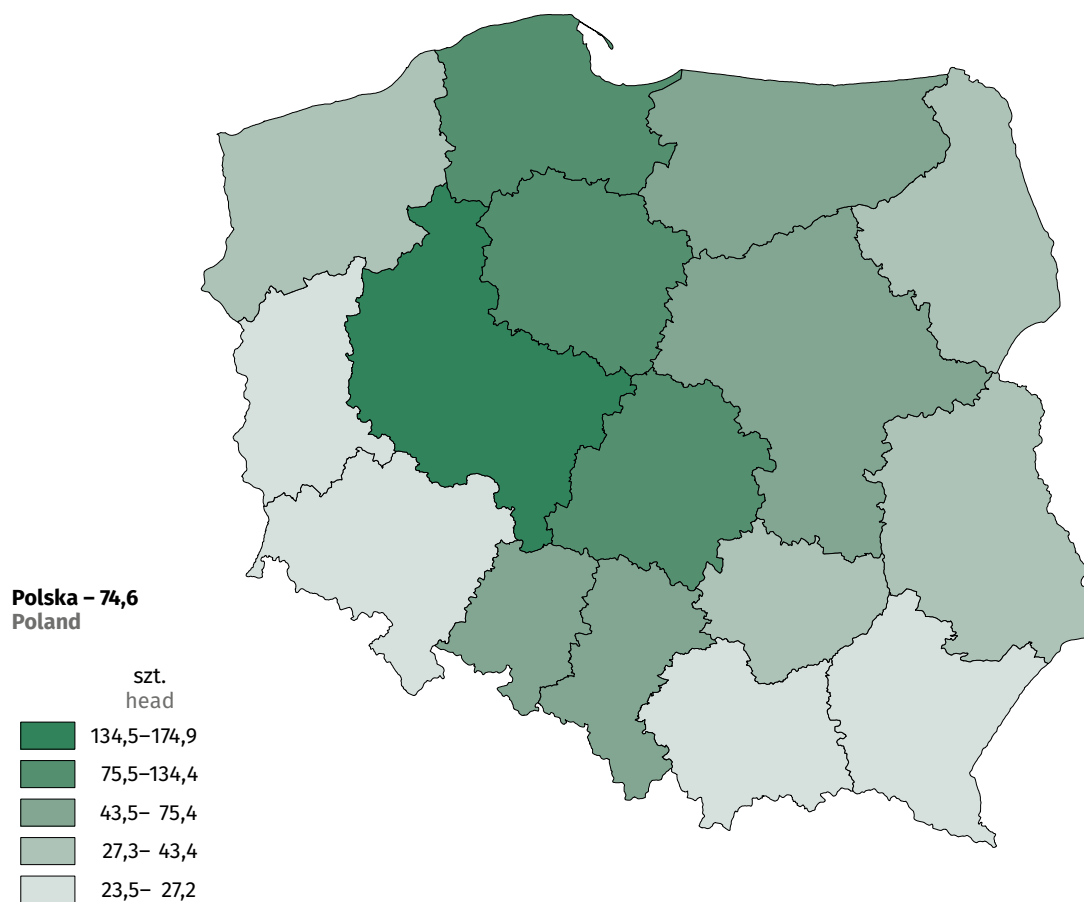 Polska – 74,6
Poland
szt.
head
134,5–174,9
75,5–134,4
43,5– 75,4
27,3– 43,4
23,5– 27,2